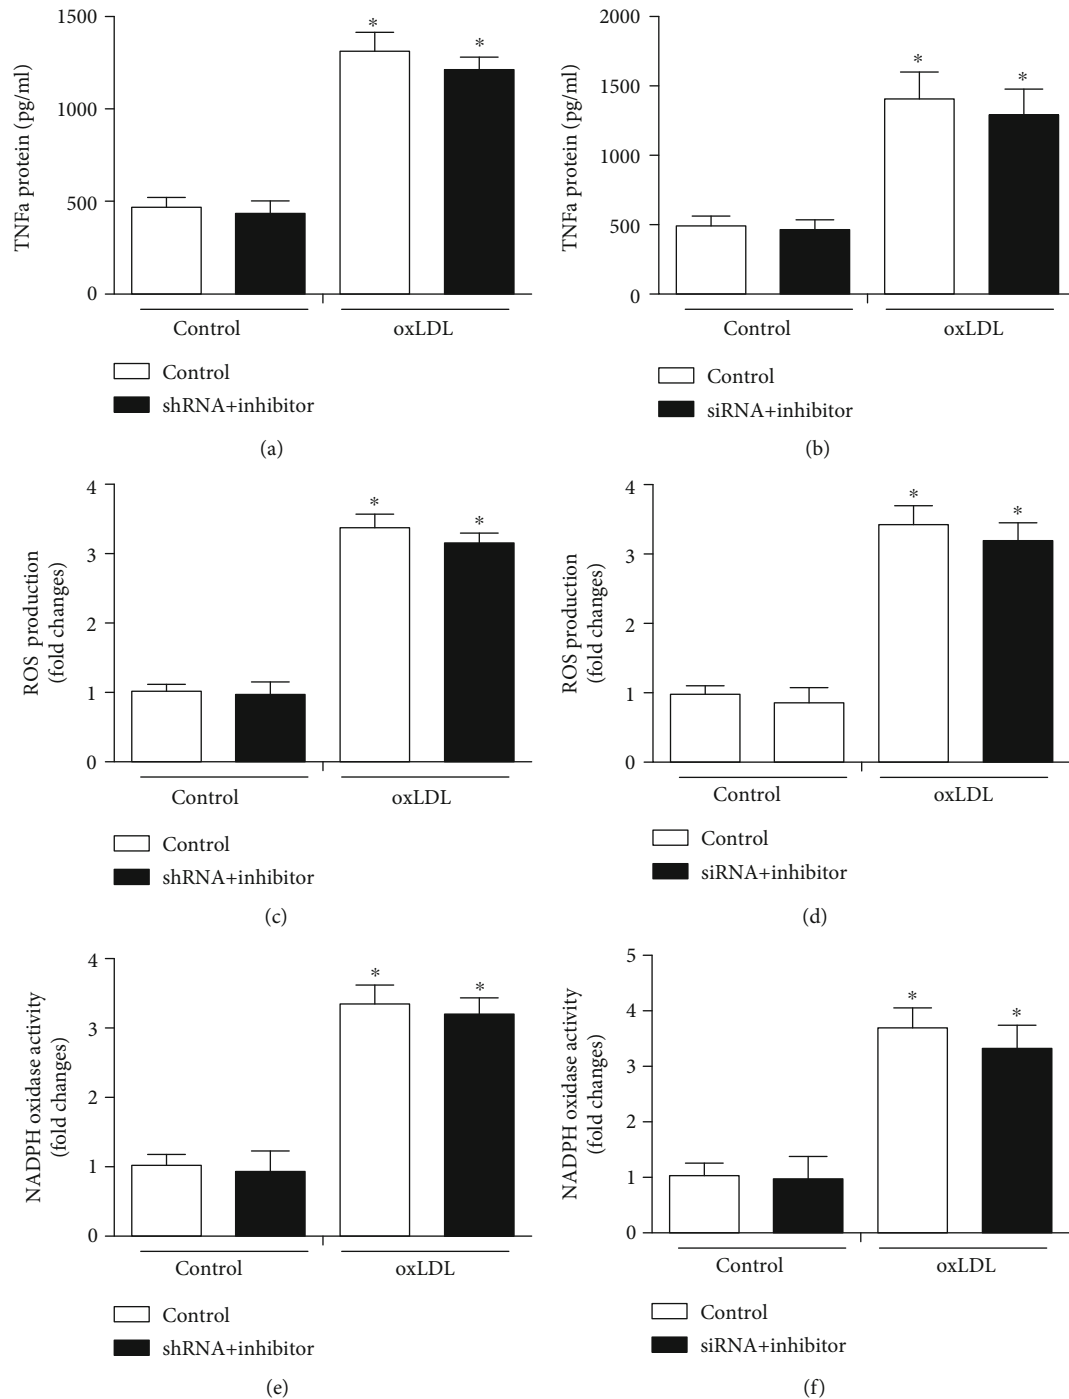 1500
1000
500
0
TNFa protein (pg/ml)
*
*
Control
oxLDL
Control
shRNA+inhibitor
(a)
2000
1500
1000
500
0
TNFa protein (pg/ml)
*
*
Control
oxLDL
Control
siRNA+inhibitor
(b)
4
3
2
1
0
ROS production
(fold changes)
*
*
Control
oxLDL
Control
shRNA+inhibitor
(c)
4
3
2
1
0
ROS production
(fold changes)
*
*
Control
oxLDL
Control
siRNA+inhibitor
(d)
4
3
2
1
0
NADPH oxidase activity
(fold changes)
*
*
Control
oxLDL
Control
shRNA+inhibitor
(e)
5
4
3
2
1
0
NADPH oxidase activity
(fold changes)
*
*
Control
oxLDL
Control
siRNA+inhibitor
(f)